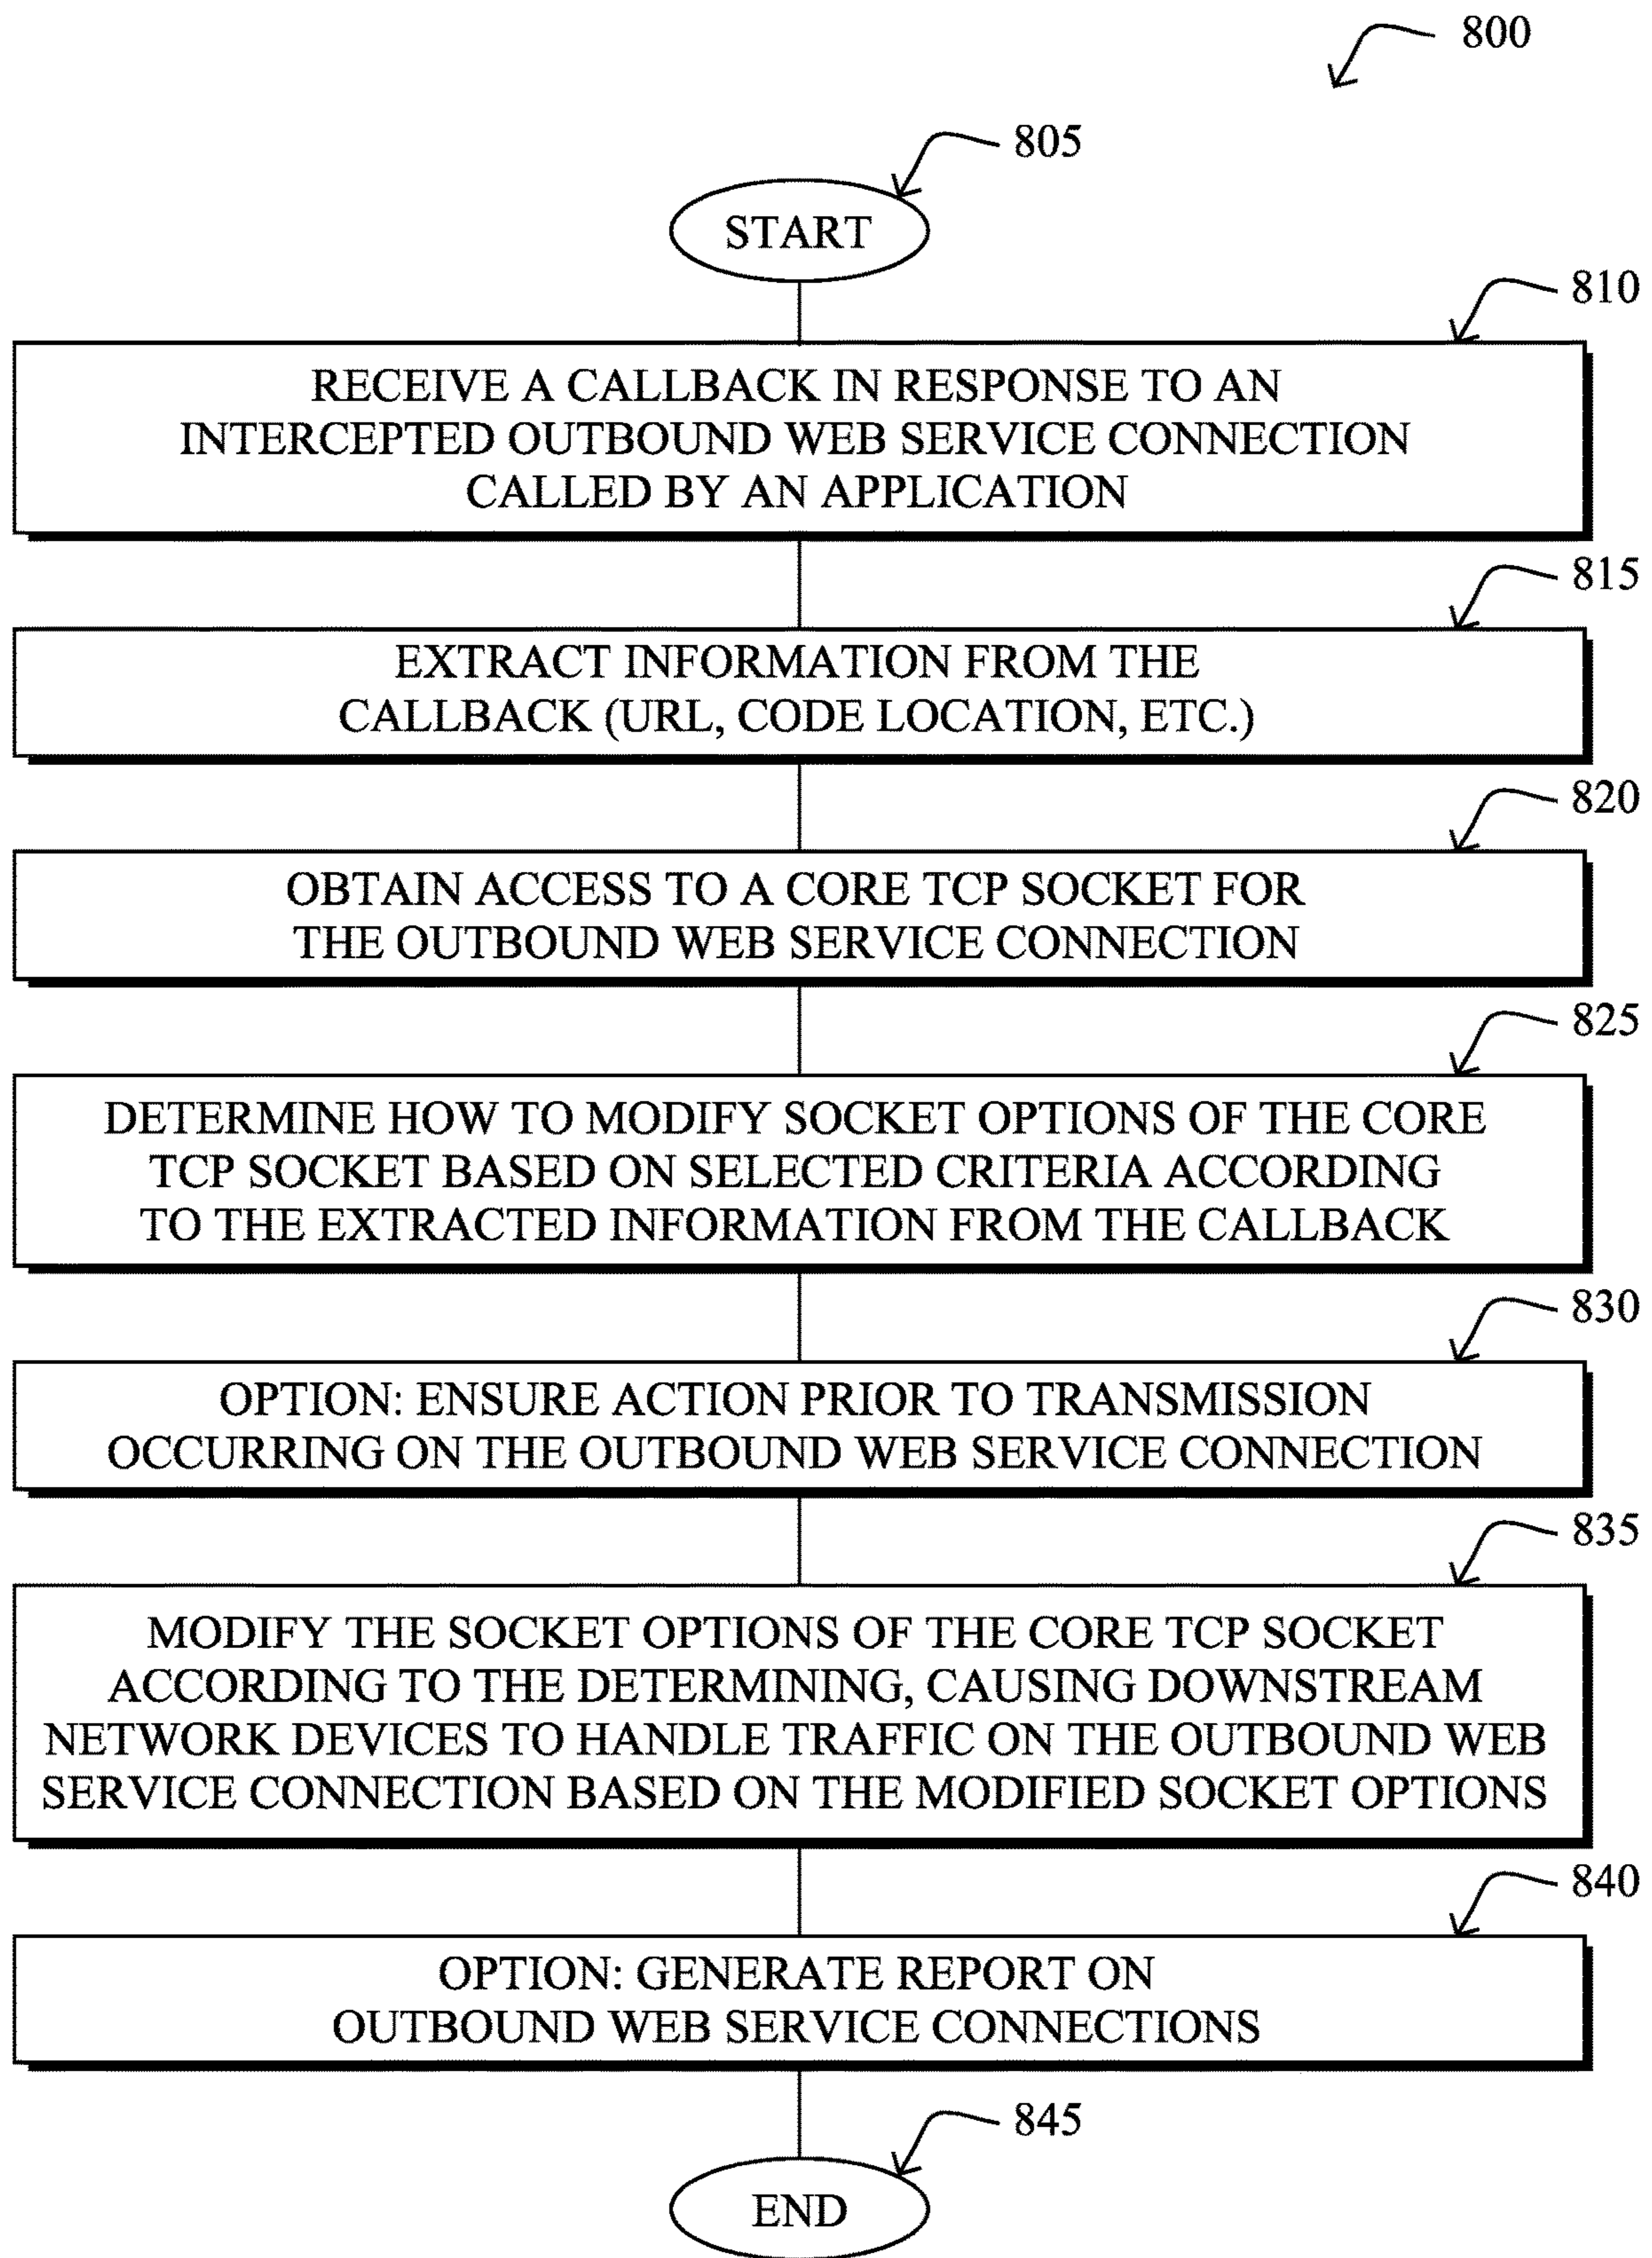 800
805
START
810
RECEIVE A CALLBACK IN RESPONSE TO AN
INTERCEPTED OUTBOUND WEB SERVICE CONNECTION
CALLED BY AN APPLICATION
815
EXTRACT INFORMATION FROM THE
CALLBACK (URL, CODE LOCATION, ETC.)
820
OBTAIN ACCESS TO A CORE TCP SOCKET FOR
THE OUTBOUND WEB SERVICE CONNECTION
825
DETERMINE HOW TO MODIFY SOCKET OPTIONS OF THE CORE
TCP SOCKET BASED ON SELECTED CRITERIA ACCORDING
TO THE EXTRACTED INFORMATION FROM THE CALLBACK
830
OPTION: ENSURE ACTION PRIOR TO TRANSMISSION
OCCURRING ON THE OUTBOUND WEB SERVICE CONNECTION
835
MODIFY THE SOCKET OPTIONS OF THE CORE TCP SOCKET
ACCORDING TO THE DETERMINING, CAUSING DOWNSTREAM
NETWORK DEVICES TO HANDLE TRAFFIC ON THE OUTBOUND WEB
SERVICE CONNECTION BASED ON THE MODIFIED SOCKET OPTIONS
840
OPTION: GENERATE REPORT ON
OUTBOUND WEB SERVICE CONNECTIONS
845
END